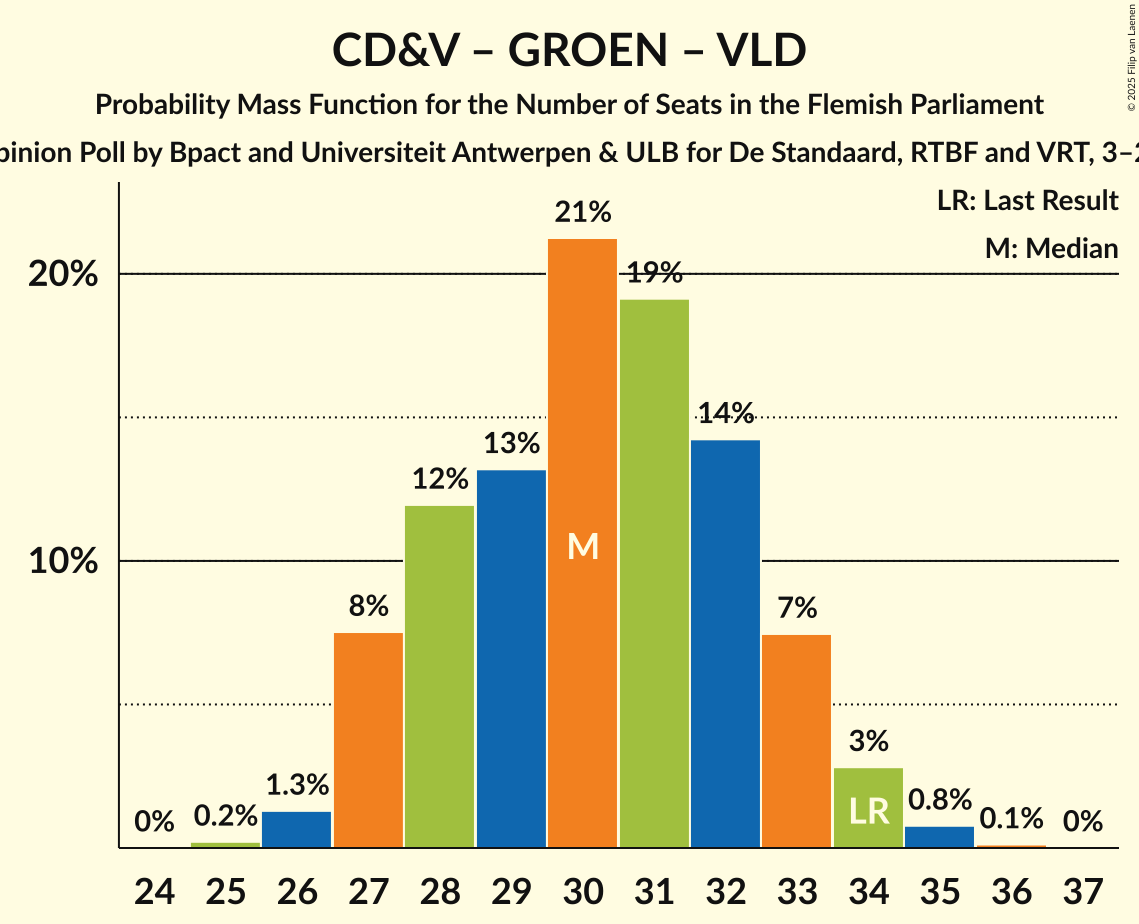 CD&V – GROEN – VLD
Probability Mass Function for the Number of Seats in the Flemish Parliament
pinion Poll by Bpact and Universiteit Antwerpen & ULB for De Standaard, RTBF and VRT, 3–2
© 2025 Filip van Laenen
LR: Last Result
M: Median
20%
10%
0%
0.2%
1.3%
8%
12%
13%
21%
19%
14%
7%
3%
0.8%
0.1%
0%
M
LR
24 25 26 27 28 29 30 31 32 33 34 35 36 37